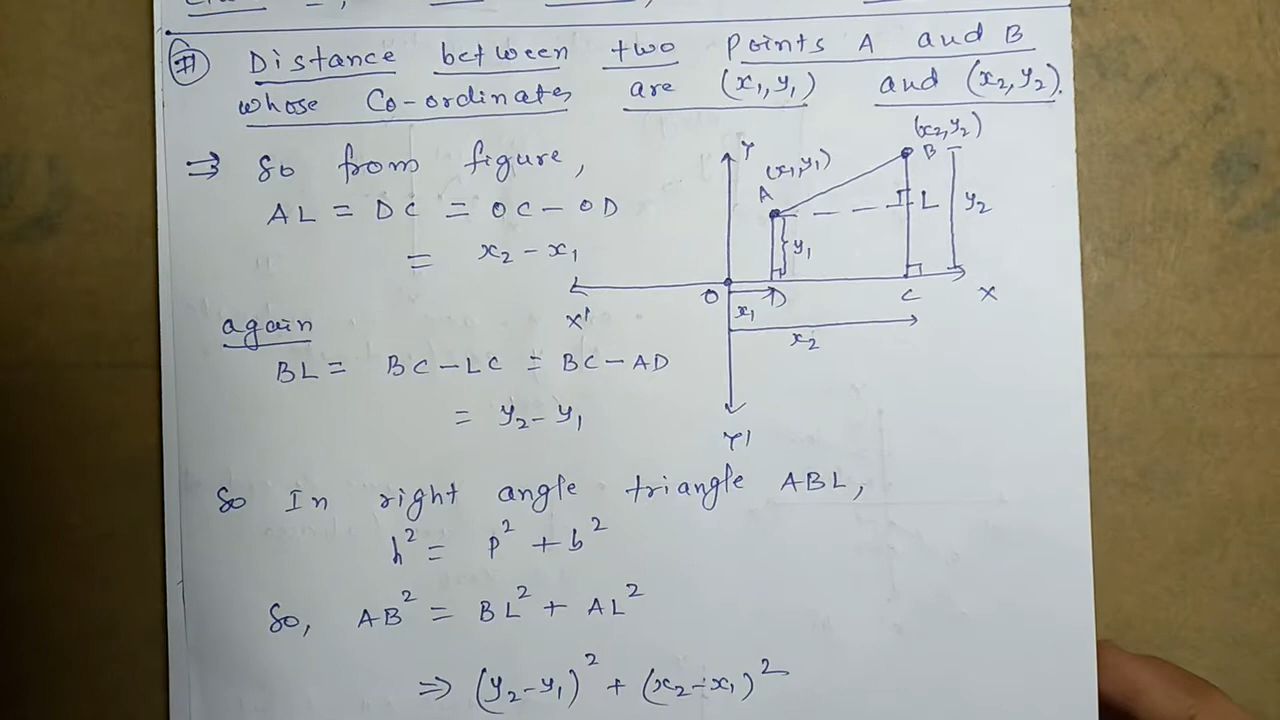 # Distance between two Points A and B
whose Co-ordinates are (x₁, y₁) and (x₂, y₂).
⇒ So from figure,
AL = DC = OC - OD
= x₂ - x₁
again
BL = BC - LC = BC - AD
= y₂ - y₁
So In right angle triangle ABL,
h² = p² + b²
So, AB² = BL² + AL²
⇒ (y₂ - y₁)² + (x₂ - x₁)²
(x₂, y₂)
Y
(x₁, y₁)
B
A
L
y₂
y₁
O
D
C
X
X'
x₁
x₂
Y'